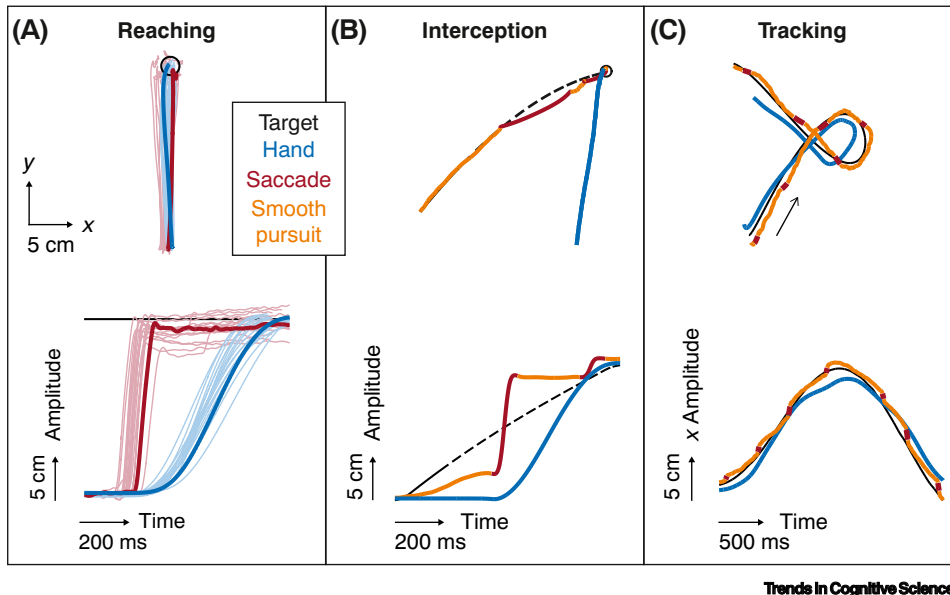 (A) Reaching
(B) Interception
(C) Tracking
Target
Hand
Saccade
Smooth
pursuit
y
x
5 cm
Amplitude
5 cm
Time
200 ms
Amplitude
5 cm
Time
200 ms
x Amplitude
5 cm
Time
500 ms
Trends in Cognitive Science